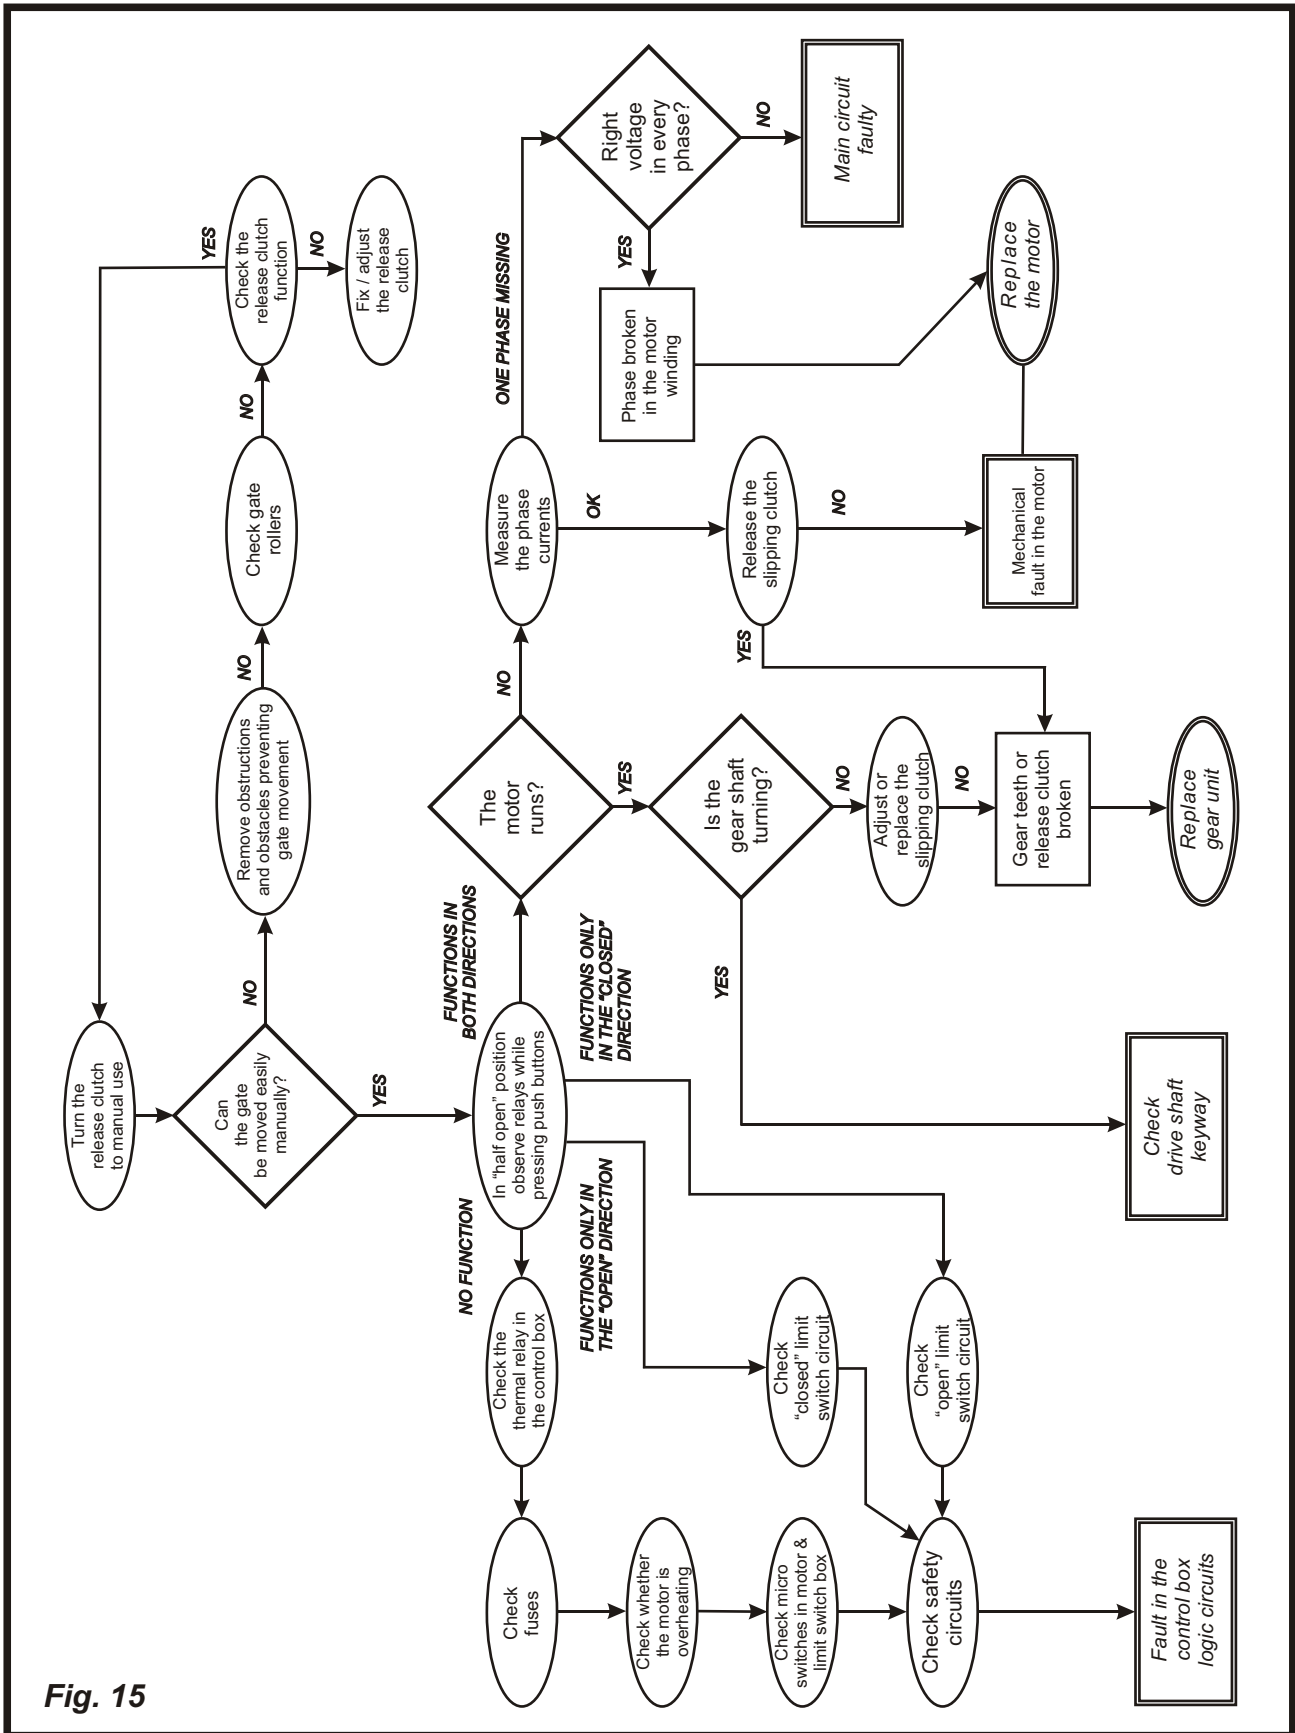 Turn the
release clutch
to manual use
Can
the gate
be moved easily
manually?
NO
Remove obstructions
and obstacles preventing
gate movement
NO
Check gate
rollers
NO
Check the
release clutch
function
YES
NO
Fix / adjust
the release
clutch
YES
In “half open” position
observe relays while
pressing push buttons
NO FUNCTION
FUNCTIONS IN
BOTH DIRECTIONS
FUNCTIONS ONLY IN
THE "OPEN" DIRECTION
FUNCTIONS ONLY
IN THE "CLOSED"
DIRECTION
Check the
thermal relay in
the control box
Check
fuses
Check whether
the motor is
overheating
Check micro
switches in motor &
limit switch box
Check
“closed” limit
switch circuit
Check
“open” limit
switch circuit
Check safety
circuits
Fault in the
control box
logic circuits
The
motor
runs?
NO
YES
Measure
the phase
currents
ONE PHASE MISSING
OK
Right
voltage
in every
phase?
YES
NO
Main circuit
faulty
Phase broken
in the motor
winding
Replace
the motor
Release the
slipping clutch
YES
NO
Mechanical
fault in the motor
Is the
gear shaft
turning?
YES
NO
Check
drive shaft
keyway
Adjust or
replace the
slipping clutch
NO
Gear teeth or
release clutch
broken
Replace
gear unit
Fig. 15